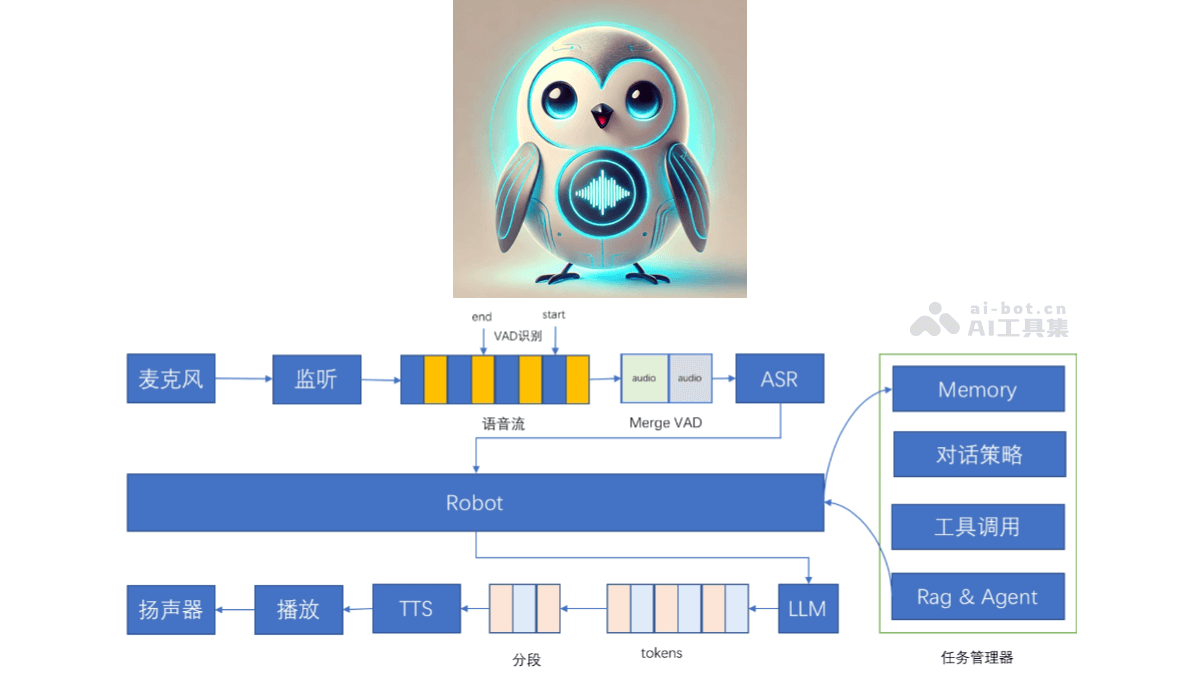 end
start
VAD识别
ai-bot.cn
AI工具集
麦克风
监听
audio
audio
ASR
语音流
Merge VAD
Memory
对话策略
工具调用
Rag & Agent
任务管理器
Robot
扬声器
播放
TTS
LLM
分段
tokens